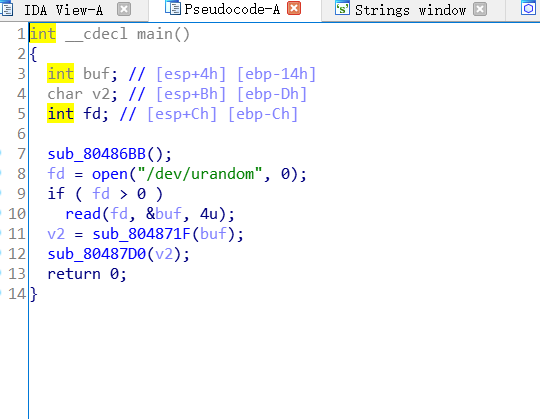 IDA View-A Pseudocode-A Strings window
1 int __cdecl main()
2 {
3 int buf; // [esp+4h] [ebp-14h]
4 char v2; // [esp+Bh] [ebp-Dh]
5 int fd; // [esp+Ch] [ebp-Ch]
6
7 sub_80486BB();
8 fd = open("/dev/urandom", 0);
9 if ( fd > 0 )
10 read(fd, &buf, 4u);
11 v2 = sub_804871F(buf);
12 sub_80487D0(v2);
13 return 0;
14 }